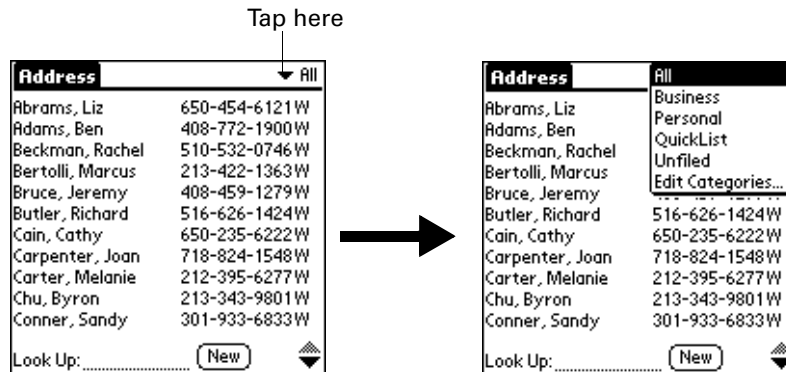 Tap here
Address All
Abrams, Liz 650-454-6121W
Adams, Ben 408-772-1900W
Beckman, Rachel 510-532-0746W
Bertolli, Marcus 213-422-1363W
Bruce, Jeremy 408-459-1279W
Butler, Richard 516-626-1424W
Cain, Cathy 650-235-6222W
Carpenter, Joan 718-824-1548W
Carter, Melanie 212-395-6277W
Chu, Byron 213-343-9801W
Conner, Sandy 301-933-6833W
Look Up: New
Address
All
Business
Personal
QuickList
Unfiled
Edit Categories...
Abrams, Liz
Adams, Ben
Beckman, Rachel
Bertolli, Marcus
Bruce, Jeremy
Butler, Richard 516-626-1424W
Cain, Cathy 650-235-6222W
Carpenter, Joan 718-824-1548W
Carter, Melanie 212-395-6277W
Chu, Byron 213-343-9801W
Conner, Sandy 301-933-6833W
Look Up: New